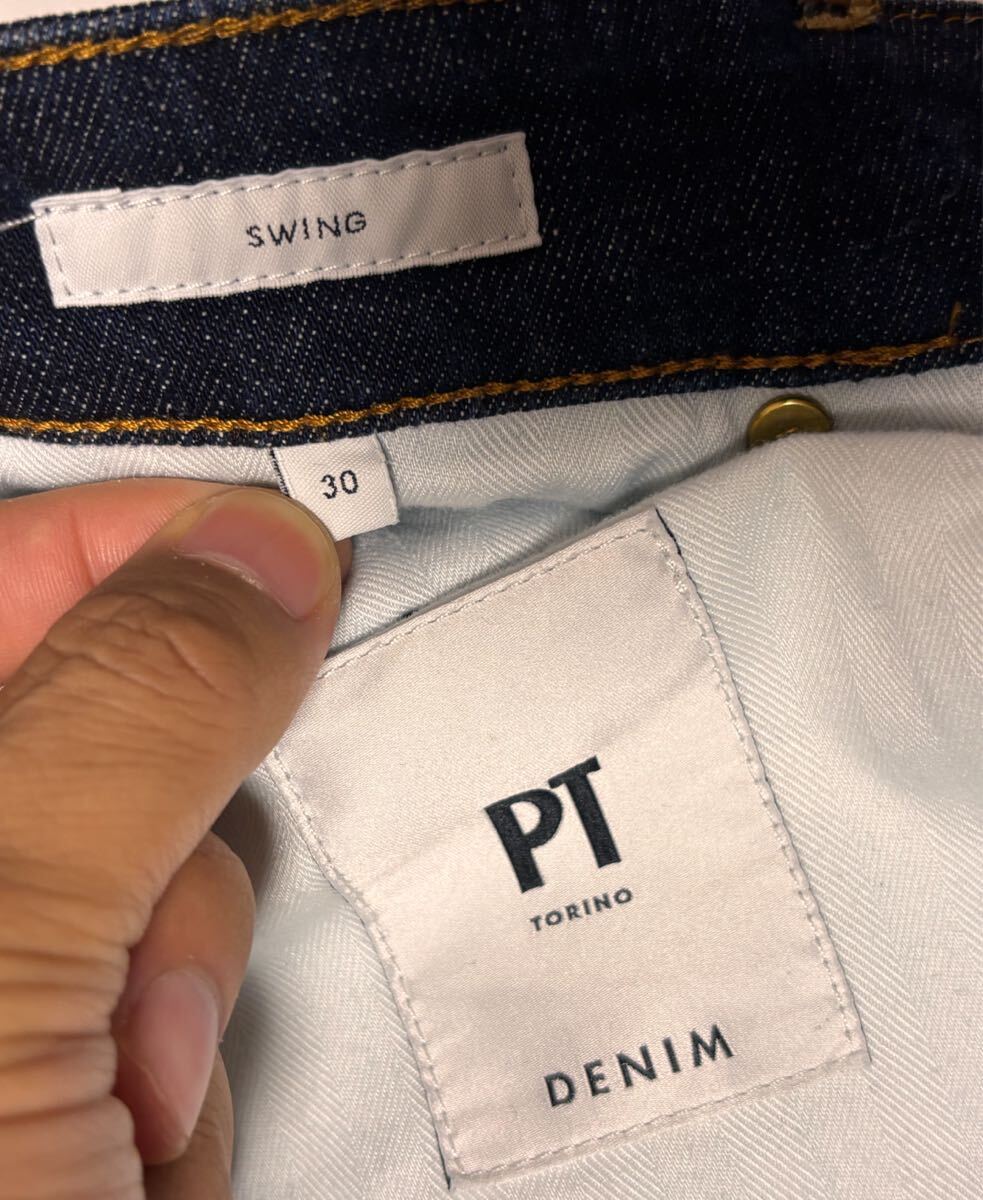 SWING
30
PT
TORINO
DENIM